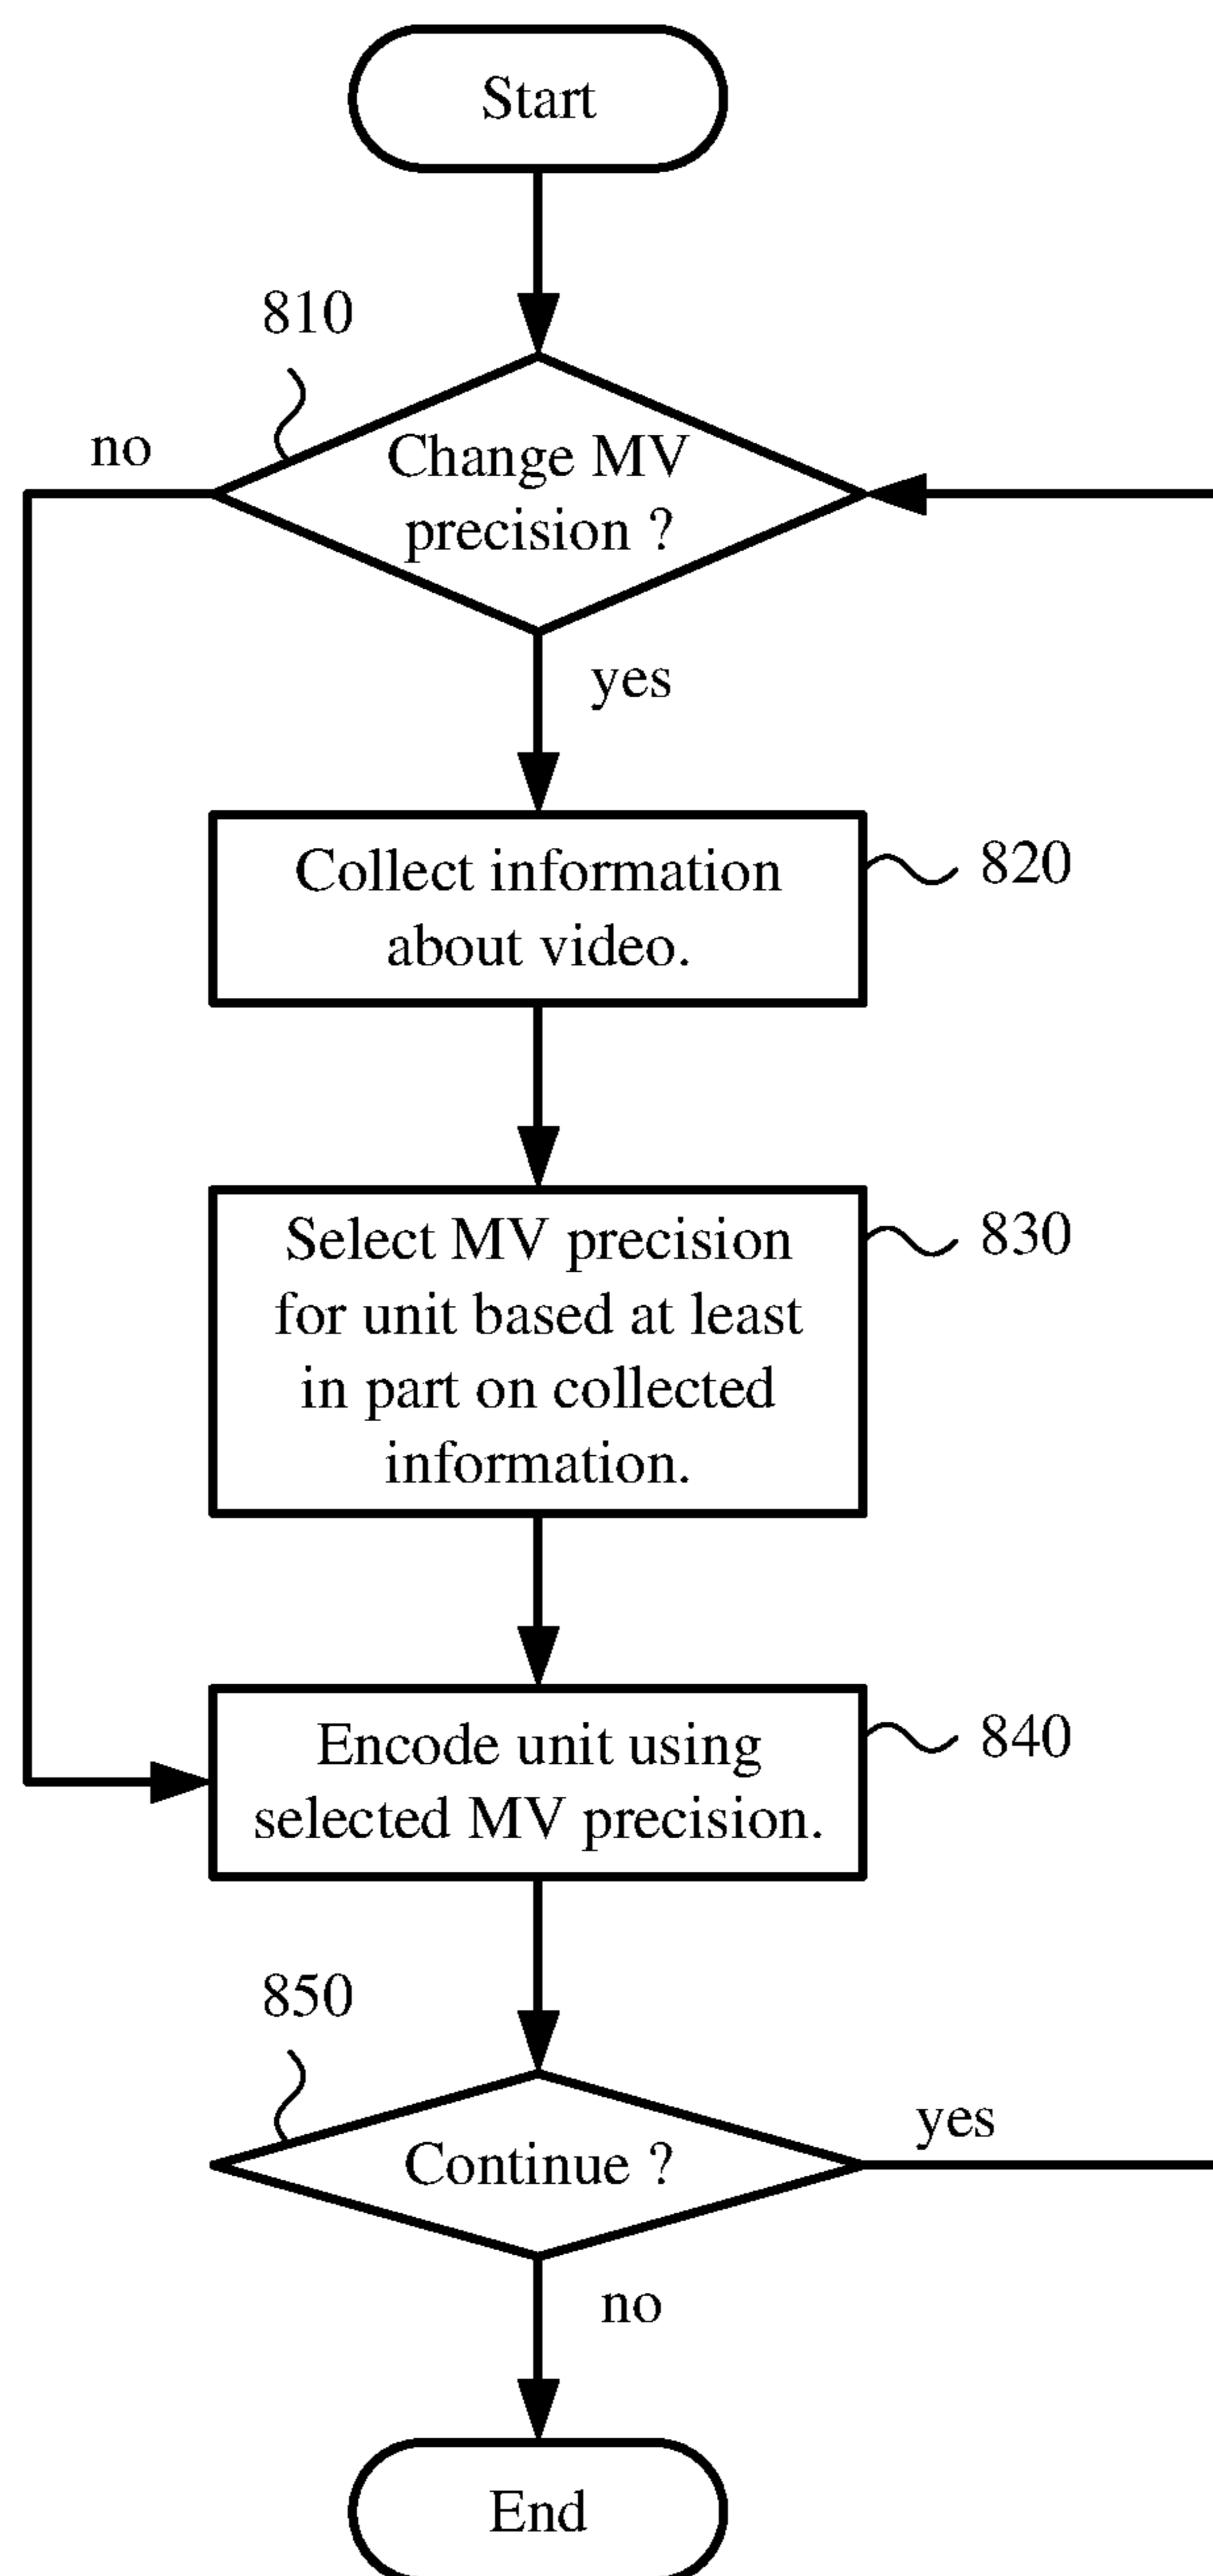 Start
810
no
Change MV
precision ?
yes
Collect information
about video.
820
Select MV precision
for unit based at least
in part on collected
information.
830
Encode unit using
selected MV precision.
840
850
Continue ?
yes
no
End